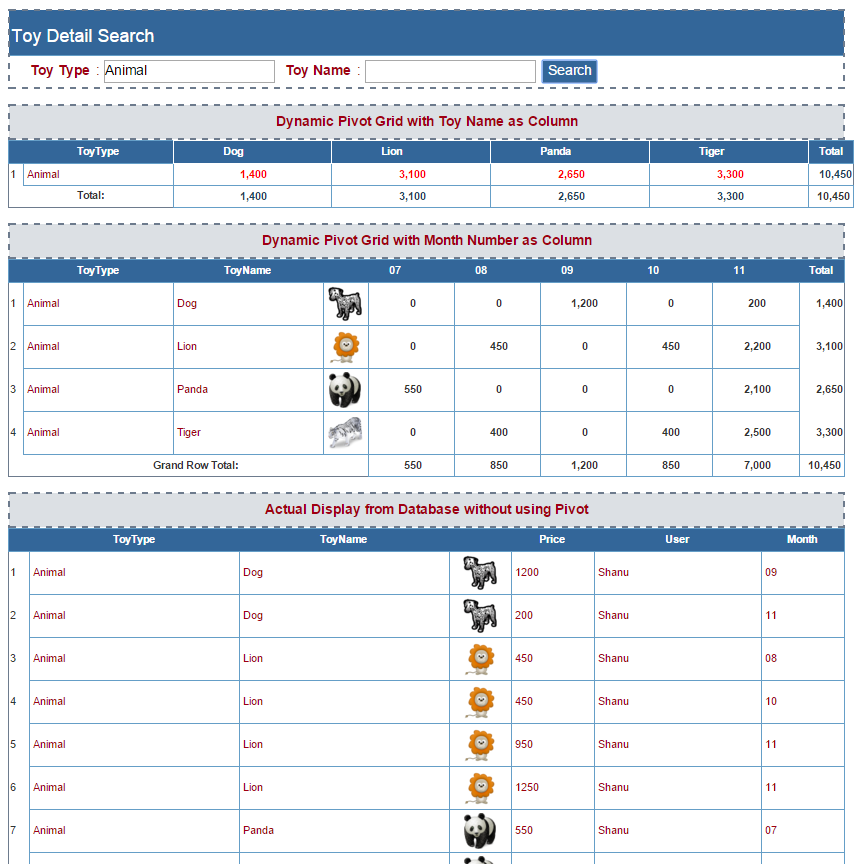 Toy Detail Search
Toy Type : Animal Toy Name : Search
Dynamic Pivot Grid with Toy Name as Column
ToyType Dog Lion Panda Tiger Total
1 Animal 1,400 3,100 2,650 3,300 10,450
Total: 1,400 3,100 2,650 3,300 10,450
Dynamic Pivot Grid with Month Number as Column
ToyType ToyName 07 08 09 10 11 Total
1 Animal Dog 0 0 1,200 0 200 1,400
2 Animal Lion 0 450 0 450 2,200 3,100
3 Animal Panda 550 0 0 0 2,100 2,650
4 Animal Tiger 0 400 0 400 2,500 3,300
Grand Row Total: 550 850 1,200 850 7,000 10,450
Actual Display from Database without using Pivot
ToyType ToyName Price User Month
1 Animal Dog 1200 Shanu 09
2 Animal Dog 200 Shanu 11
3 Animal Lion 450 Shanu 08
4 Animal Lion 450 Shanu 10
5 Animal Lion 950 Shanu 11
6 Animal Lion 1250 Shanu 11
7 Animal Panda 550 Shanu 07